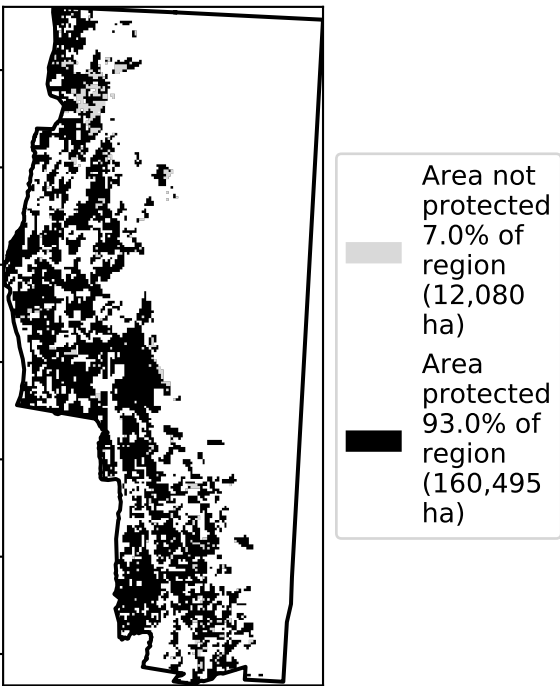 Area not
protected
7.0% of
region
(12,080
ha)
Area
protected
93.0% of
region
(160,495
ha)